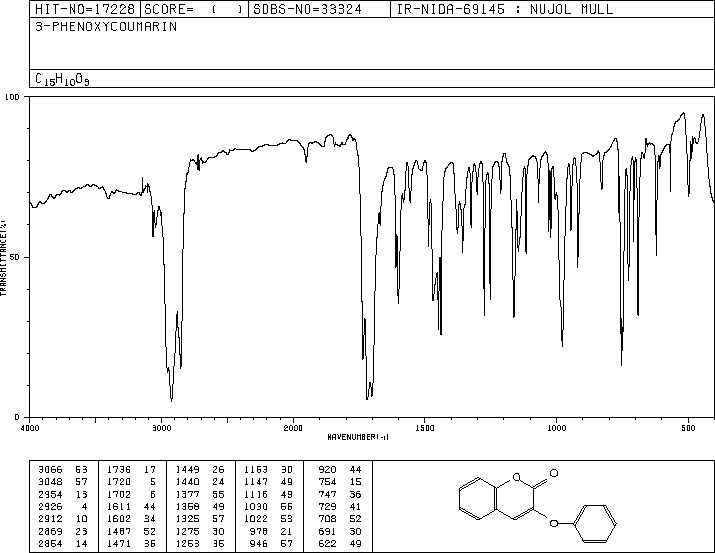 HIT-NO=17228 SCORE= ( ) SDBS-NO=33324 IR-NIDA-69145 : NUJOL MULL
3-PHENOXYCOUMARIN
C15H10O3
100
50
0
TRANSMITTANCE(%)
4000 3000 2000 1500 1000 500
WAVENUMBER(-1)
3066 63 1736 17 1449 26 1163 30 920 44
3048 57 1720 5 1440 24 1147 49 754 15
2954 13 1702 6 1377 55 1116 49 747 36
2926 4 1611 44 1358 49 1030 55 729 41
2912 10 1602 34 1325 57 1022 53 708 52
2869 23 1487 52 1275 30 978 21 691 30
2854 14 1471 35 1253 35 946 57 622 49
O O
O